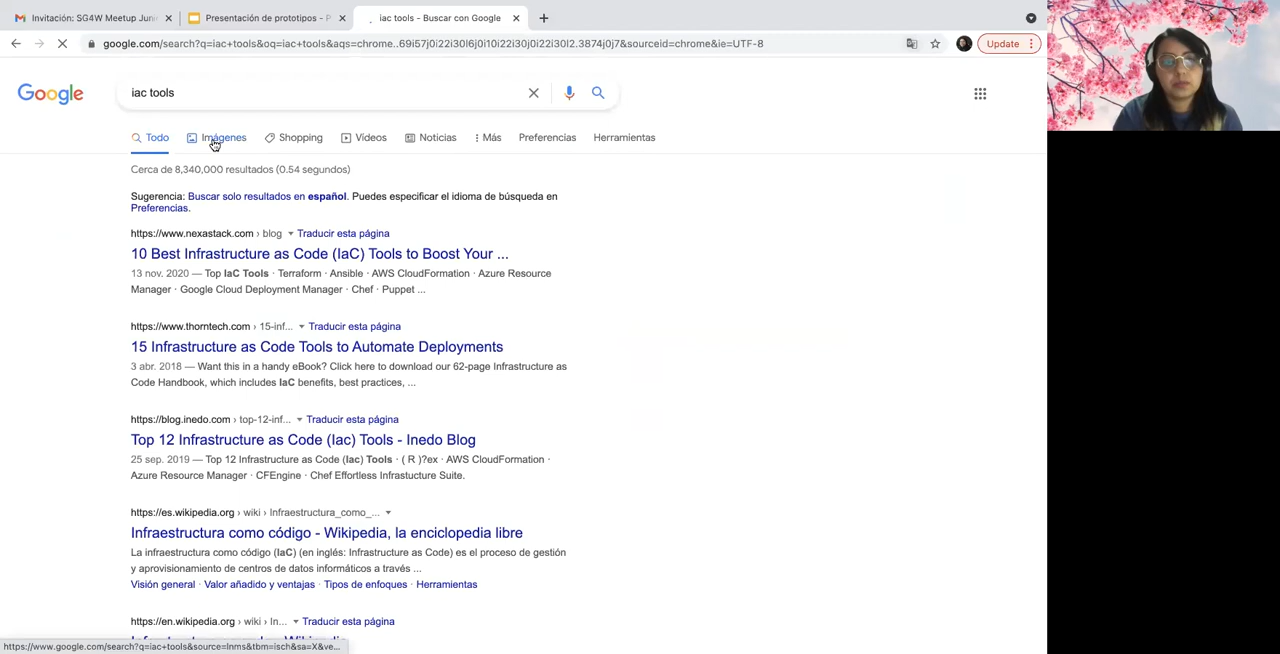 Invitación: SG4W Meetup Jun
Presentación de prototipos - P
iac tools - Buscar con Google
google.com/search?q=iac+tools&oq=iac+tools&aqs=chrome..69i57j0i22i30l6j0i10i22i30j0i22i30l2.3874j0j7&sourceid=chrome&ie=UTF-8
Update
Google
iac tools
Todo Imágenes Shopping Vídeos Noticias Más Preferencias Herramientas
Cerca de 8,340,000 resultados (0.54 segundos)
Sugerencia: Buscar solo resultados en español. Puedes especificar el idioma de búsqueda en
Preferencias.
https://www.nexastack.com › blog Traducir esta página
10 Best Infrastructure as Code (IaC) Tools to Boost Your ...
13 nov. 2020 — Top IaC Tools · Terraform · Ansible · AWS CloudFormation · Azure Resource
Manager · Google Cloud Deployment Manager · Chef · Puppet ...
https://www.thorntech.com › 15-inf... Traducir esta página
15 Infrastructure as Code Tools to Automate Deployments
3 abr. 2018 — Want this in a handy eBook? Click here to download our 62-page Infrastructure as
Code Handbook, which includes IaC benefits, best practices, ...
https://blog.inedo.com › top-12-inf... Traducir esta página
Top 12 Infrastructure as Code (Iac) Tools - Inedo Blog
25 sep. 2019 — Top 12 Infrastructure as Code (Iac) Tools · ( R )?ex · AWS CloudFormation ·
Azure Resource Manager · CFEngine · Chef Effortless Infrastucture Suite.
https://es.wikipedia.org › wiki › Infraestructura_como_...
Infraestructura como código - Wikipedia, la enciclopedia libre
La infraestructura como código (IaC) (en inglés: Infrastructure as Code) es el proceso de gestión
y aprovisionamiento de centros de datos informáticos a través ...
Visión general · Valor añadido y ventajas · Tipos de enfoques · Herramientas
https://en.wikipedia.org › wiki › In... Traducir esta página
https://www.google.com/search?q=iac+tools&source=lnms&tbm=isch&sa=X&ve...